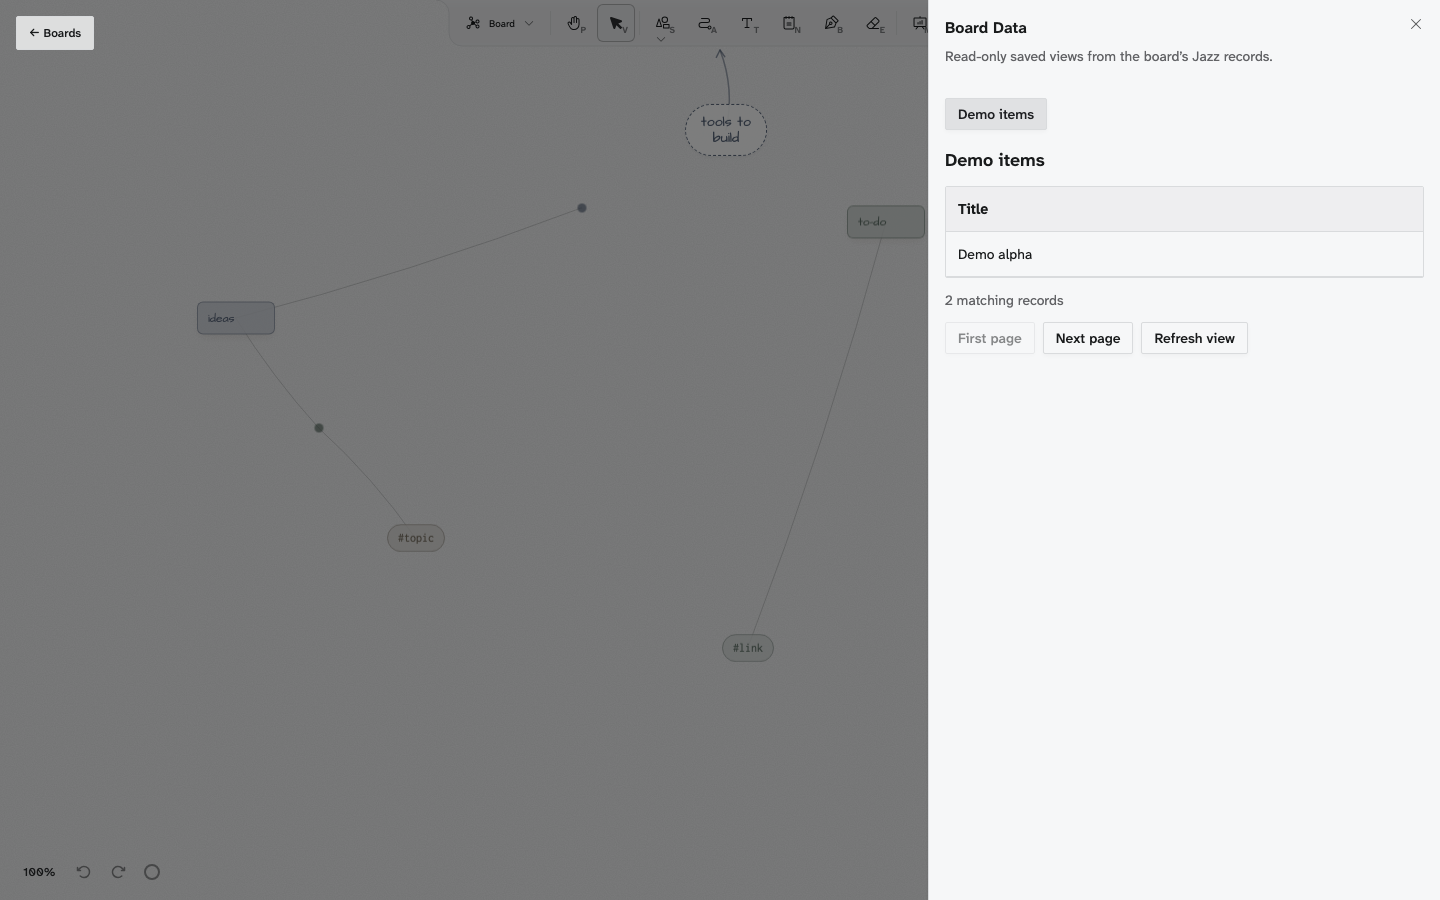 ← Boards
Board
P
V
S
A
T
N
B
E
tools to
build
to-do
ideas
#topic
#link
100%
Board Data
Read-only saved views from the board's Jazz records.
Demo items
Demo items
Title
Demo alpha
2 matching records
First page
Next page
Refresh view